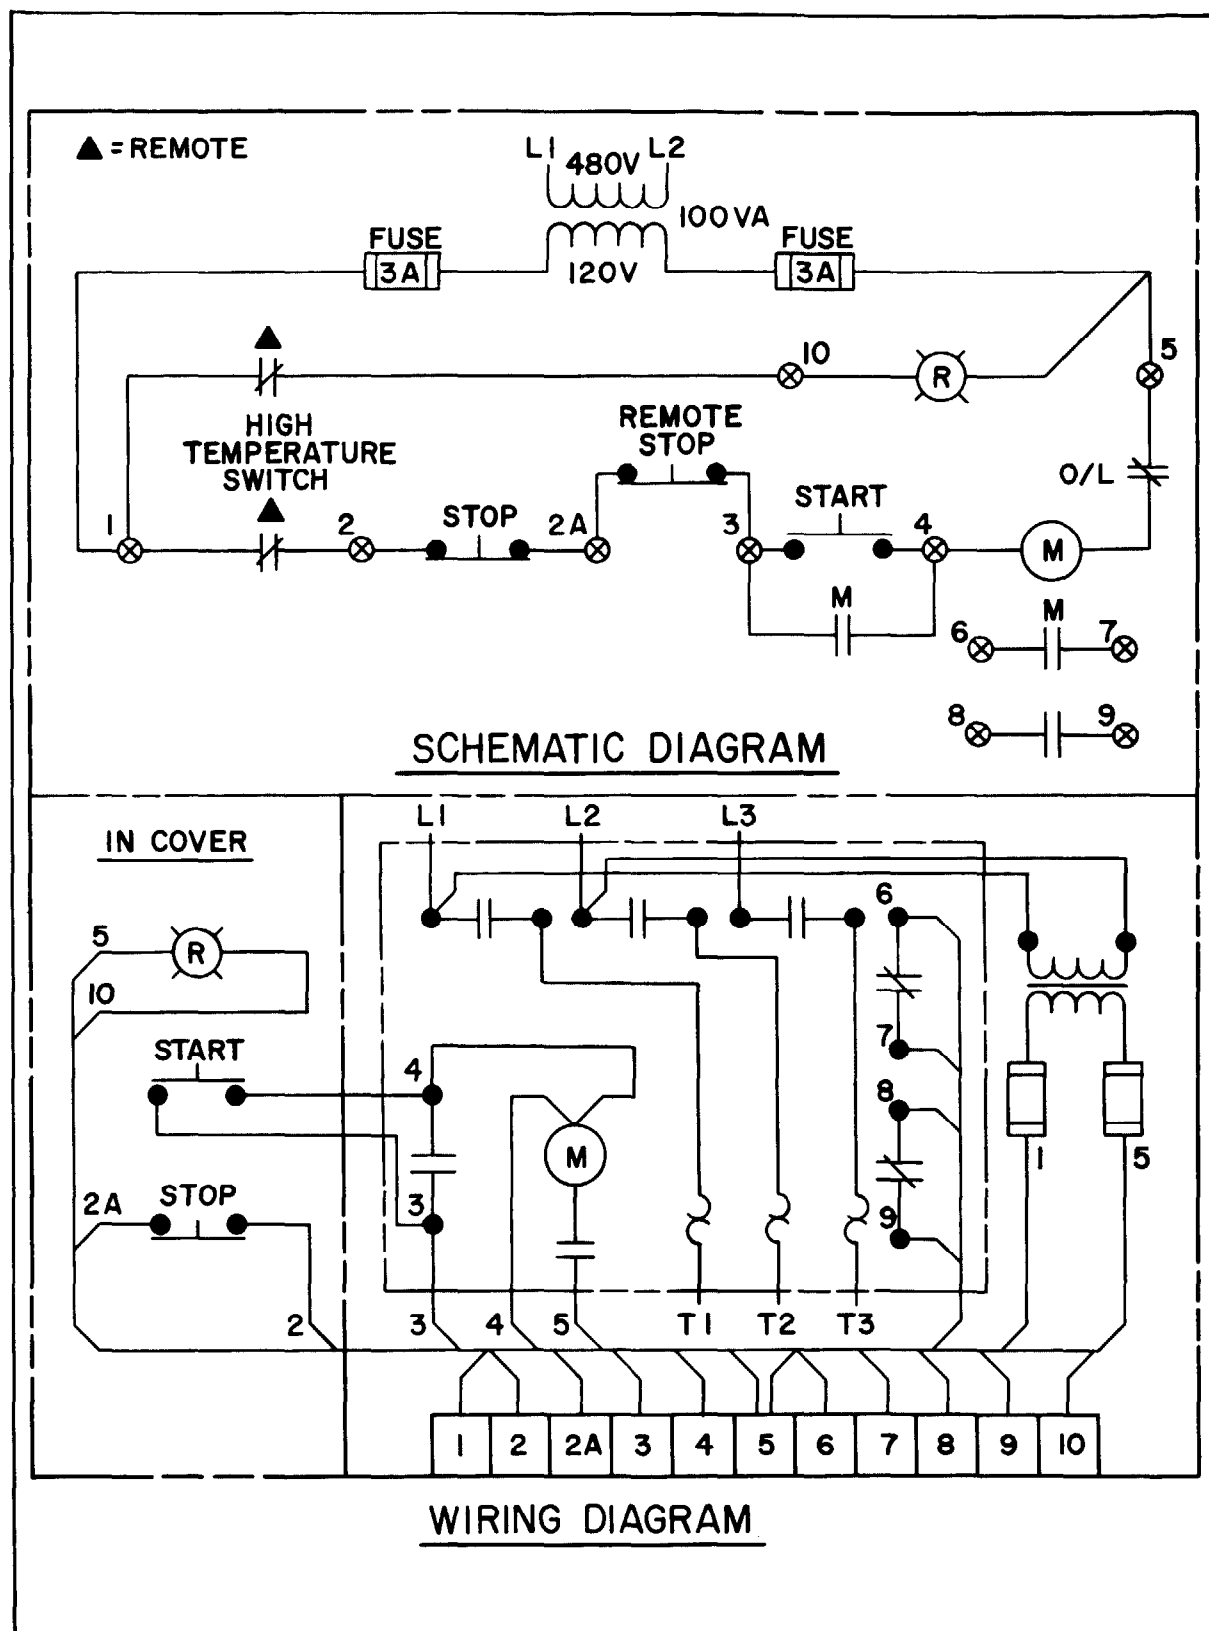 ▲ = REMOTE
L1 480V L2
100VA
FUSE
3A
120V
FUSE
3A
10
R
5
HIGH
TEMPERATURE
SWITCH
REMOTE
STOP
O/L
1
2
STOP
2A
3
START
4
M
M
M
6
7
8
9
SCHEMATIC DIAGRAM
IN COVER
L1
L2
L3
5
R
10
START
4
M
3
2A
STOP
2
3
4
5
6
7
8
9
T1
T2
T3
1
5
1
2
2A
3
4
5
6
7
8
9
10
WIRING DIAGRAM